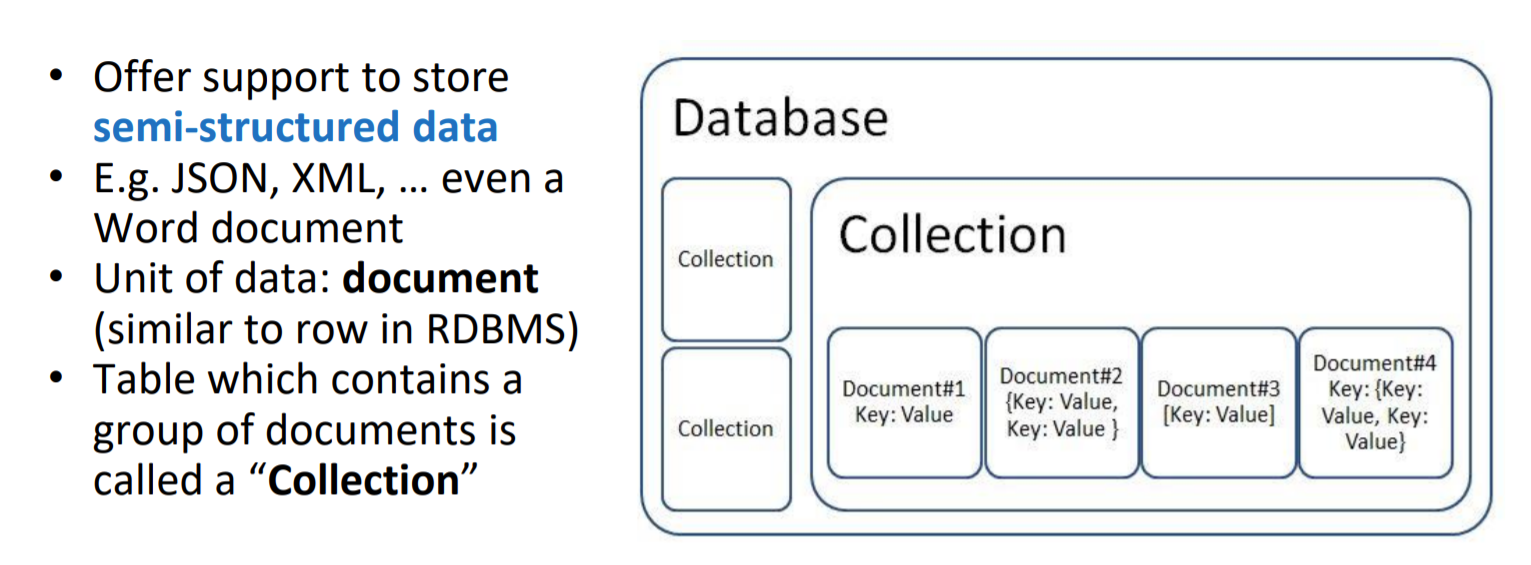 • Offer support to store
semi-structured data
• E.g. JSON, XML, ... even a
Word document
• Unit of data: document
(similar to row in RDBMS)
• Table which contains a
group of documents is
called a “Collection”
Database
Collection
Collection
Collection
Document#1
Key: Value
Document#2
{Key: Value,
Key: Value }
Document#3
[Key: Value]
Document#4
Key: {Key:
Value, Key:
Value}